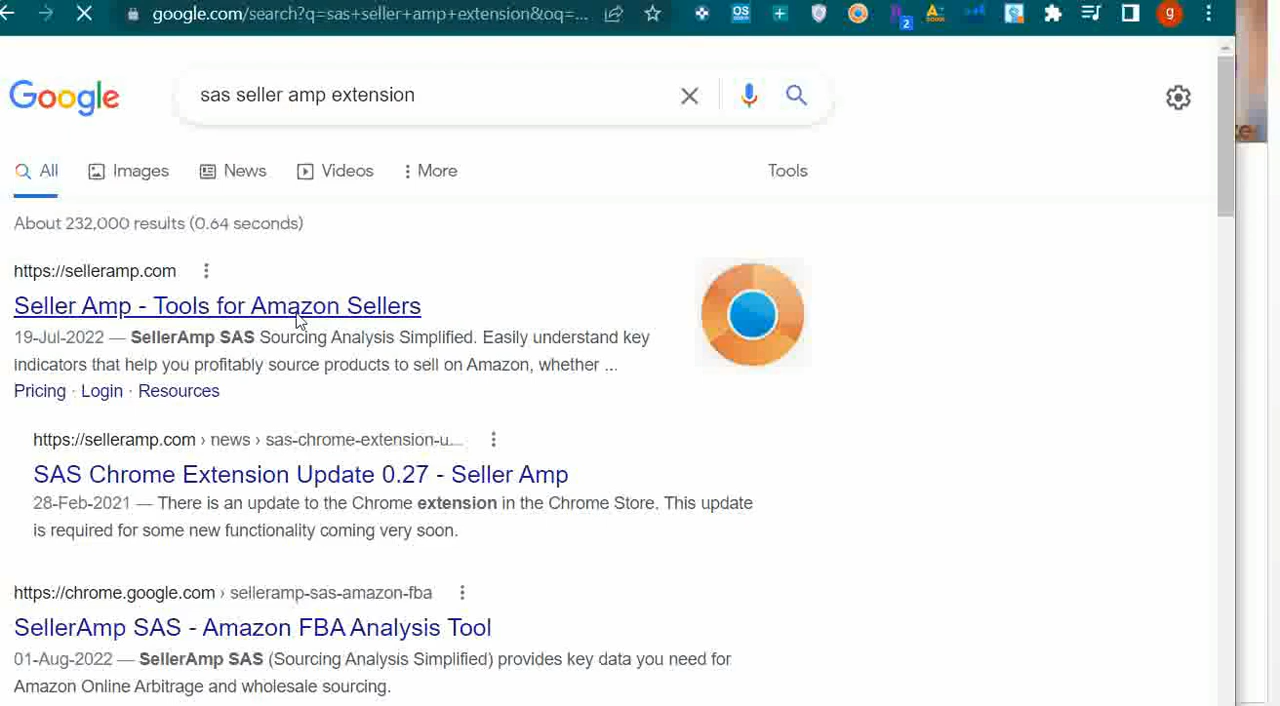 google.com/search?q=sas+seller+amp+extension&oq=...
QS
2
g
Google
sas seller amp extension
All Images News Videos More Tools
About 232,000 results (0.64 seconds)
https://selleramp.com
Seller Amp - Tools for Amazon Sellers
19-Jul-2022 — SellerAmp SAS Sourcing Analysis Simplified. Easily understand key
indicators that help you profitably source products to sell on Amazon, whether ...
Pricing · Login · Resources
https://selleramp.com › news › sas-chrome-extension-u...
SAS Chrome Extension Update 0.27 - Seller Amp
28-Feb-2021 — There is an update to the Chrome extension in the Chrome Store. This update
is required for some new functionality coming very soon.
https://chrome.google.com › selleramp-sas-amazon-fba
SellerAmp SAS - Amazon FBA Analysis Tool
01-Aug-2022 — SellerAmp SAS (Sourcing Analysis Simplified) provides key data you need for
Amazon Online Arbitrage and wholesale sourcing.